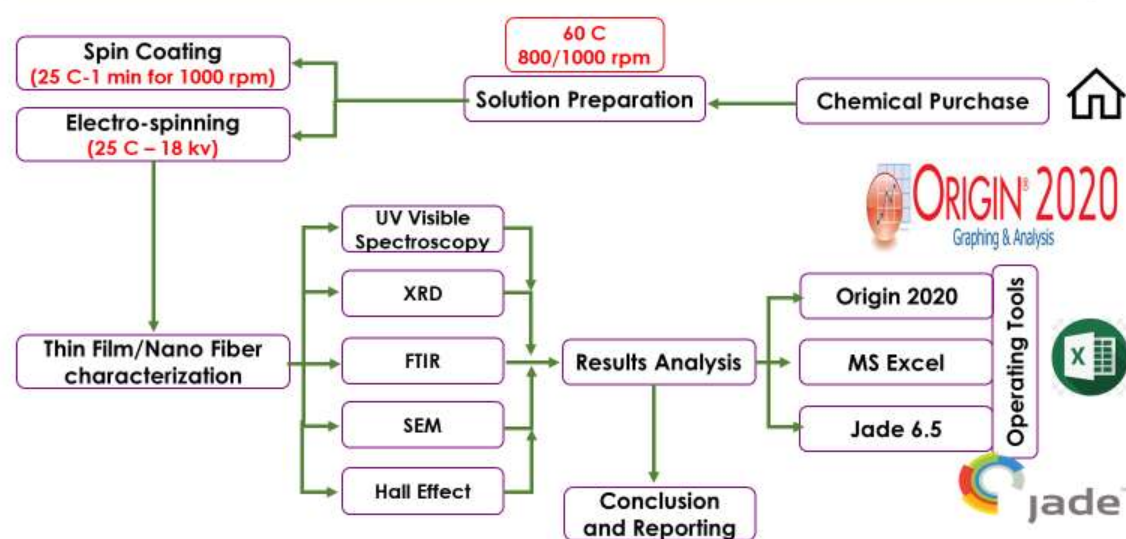 60 C
800/1000 rpm
Spin Coating
(25 C-1 min for 1000 rpm)
Solution Preparation
Chemical Purchase
Electro-spinning
(25 C – 18 kv)
ORIGIN® 2020
Graphing & Analysis
UV Visible
Spectroscopy
XRD
Origin 2020
Thin Film/Nano Fiber
characterization
FTIR
Results Analysis
MS Excel
Operating Tools
X
SEM
Jade 6.5
Hall Effect
Conclusion
and Reporting
jade™